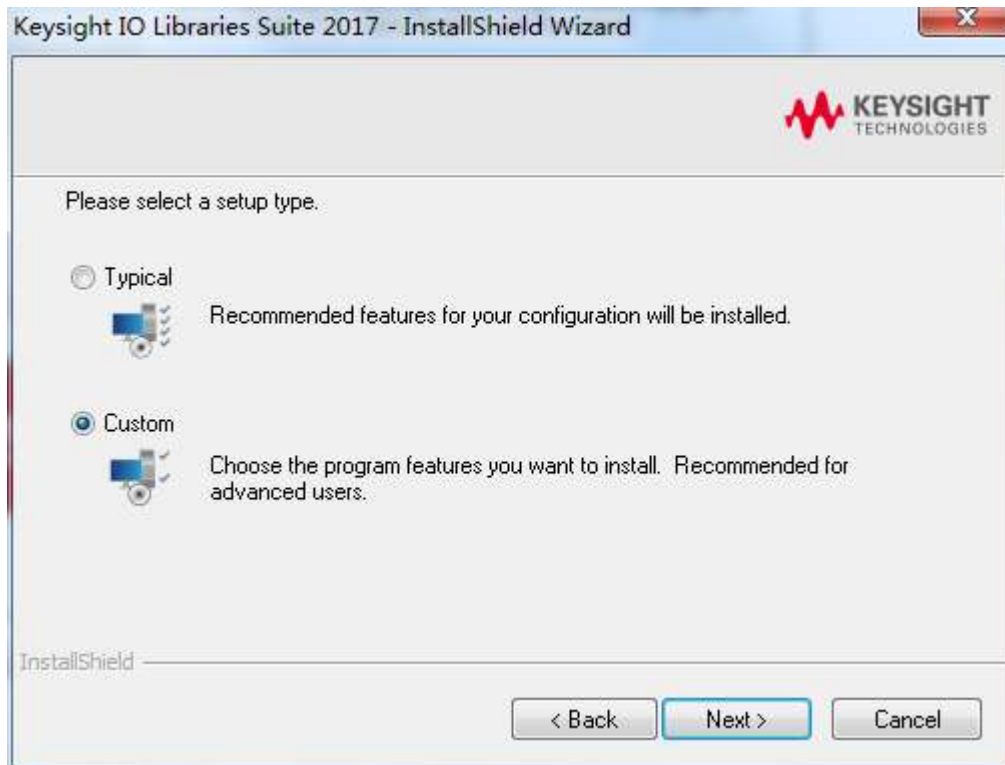 Keysight IO Libraries Suite 2017 - InstallShield Wizard
KEYSIGHT
TECHNOLOGIES
Please select a setup type.
Typical
Recommended features for your configuration will be installed.
Custom
Choose the program features you want to install. Recommended for
advanced users.
InstallShield
< Back
Next >
Cancel